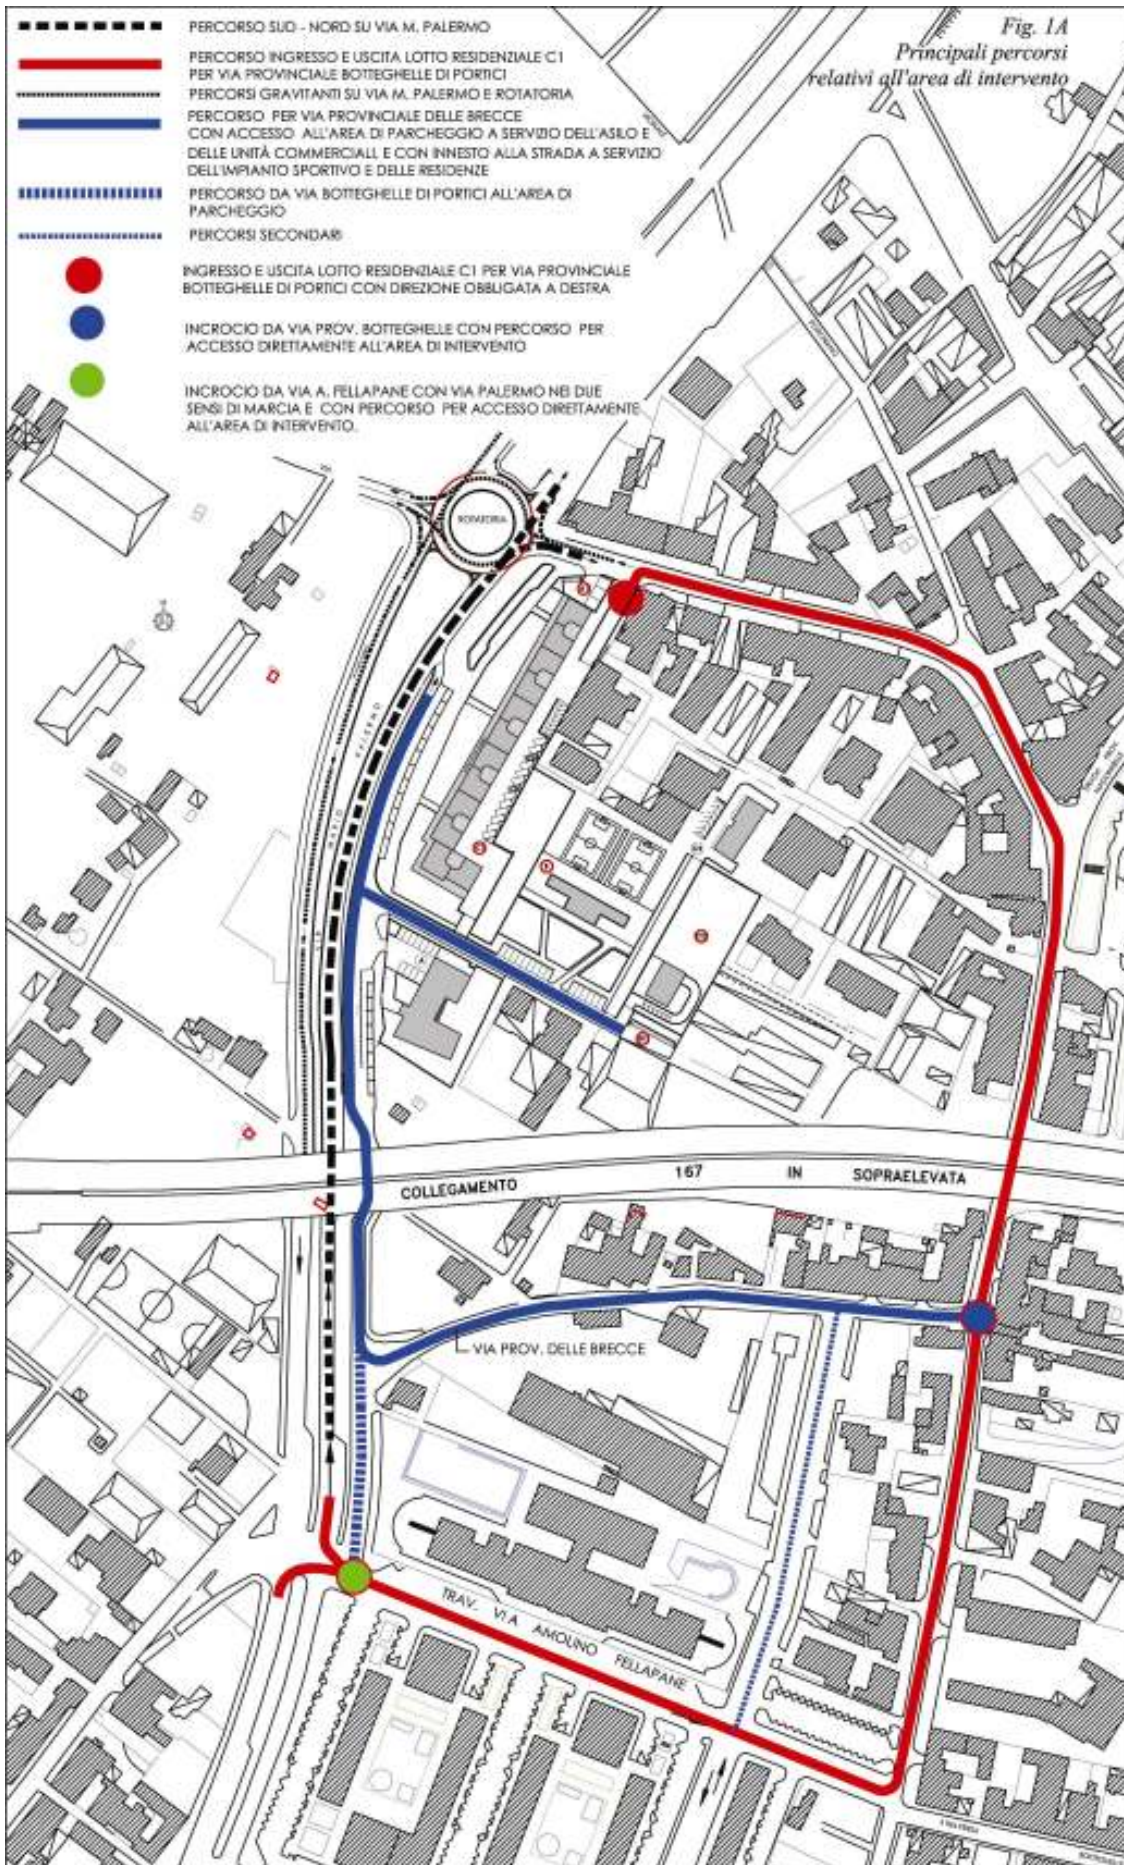 Fig. 1A
Principali percorsi
relativi all'area di intervento
PERCORSO SUD - NORD SU VIA M. PALERMO
PERCORSO INGRESSO E USCITA LOTTO RESIDENZIALE C1
PER VIA PROVINCIALE BOTTEGHELLE DI PORTICI
PERCORSI GRAVITANTI SU VIA M. PALERMO E ROTATORIA
PERCORSO PER VIA PROVINCIALE DELLE BRECCE
CON ACCESSO ALL'AREA DI PARCHEGGIO A SERVIZIO DELL'ASILO E
DELLE UNITÀ COMMERCIALI, E CON INNESTO ALLA STRADA A SERVIZIO
DELL'IMPIANTO SPORTIVO E DELLE RESIDENZE
PERCORSO DA VIA BOTTEGHELLE DI PORTICI ALL'AREA DI
PARCHEGGIO
PERCORSI SECONDARI
INGRESSO E USCITA LOTTO RESIDENZIALE C1 PER VIA PROVINCIALE
BOTTEGHELLE DI PORTICI CON DIREZIONE OBBLIGATA A DESTRA
INCROCIO DA VIA PROV. BOTTEGHELLE CON PERCORSO PER
ACCESSO DIRETTAMENTE ALL'AREA DI INTERVENTO
INCROCIO DA VIA A. FELLAPANE CON VIA PALERMO NEI DUE
SENSI DI MARCIA E CON PERCORSO PER ACCESSO DIRETTAMENTE
ALL'AREA DI INTERVENTO.
VIA
ROTATORIA
VIA MARIO PALERMO
COLLEGAMENTO 167 IN SOPRAELEVATA
VIA PROV. DELLE BRECCE
TRAV. VIA AMOUNO FELLAPANE